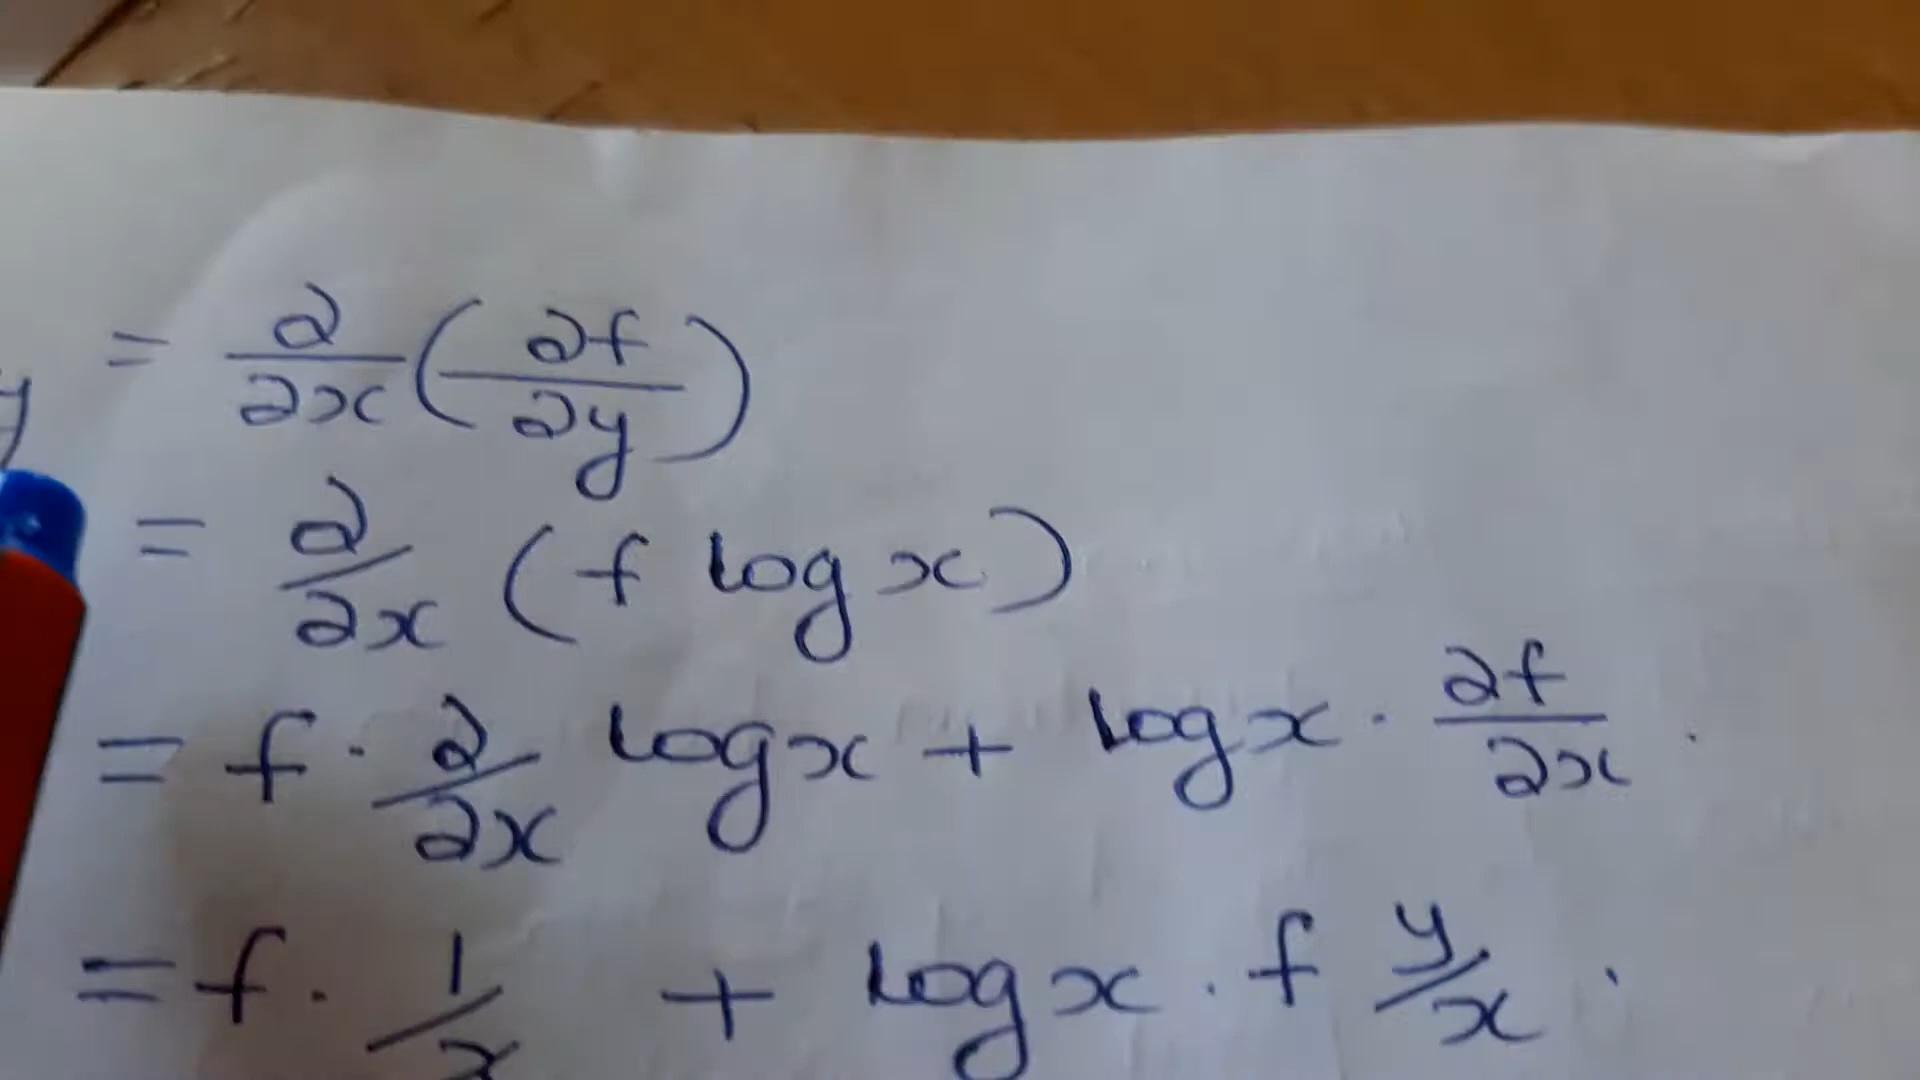 y = ∂/∂x (∂f/∂y)
= ∂/∂x (f log x)
= f · ∂/∂x log x + log x · ∂f/∂x .
= f · 1/x + log x · f y/x .